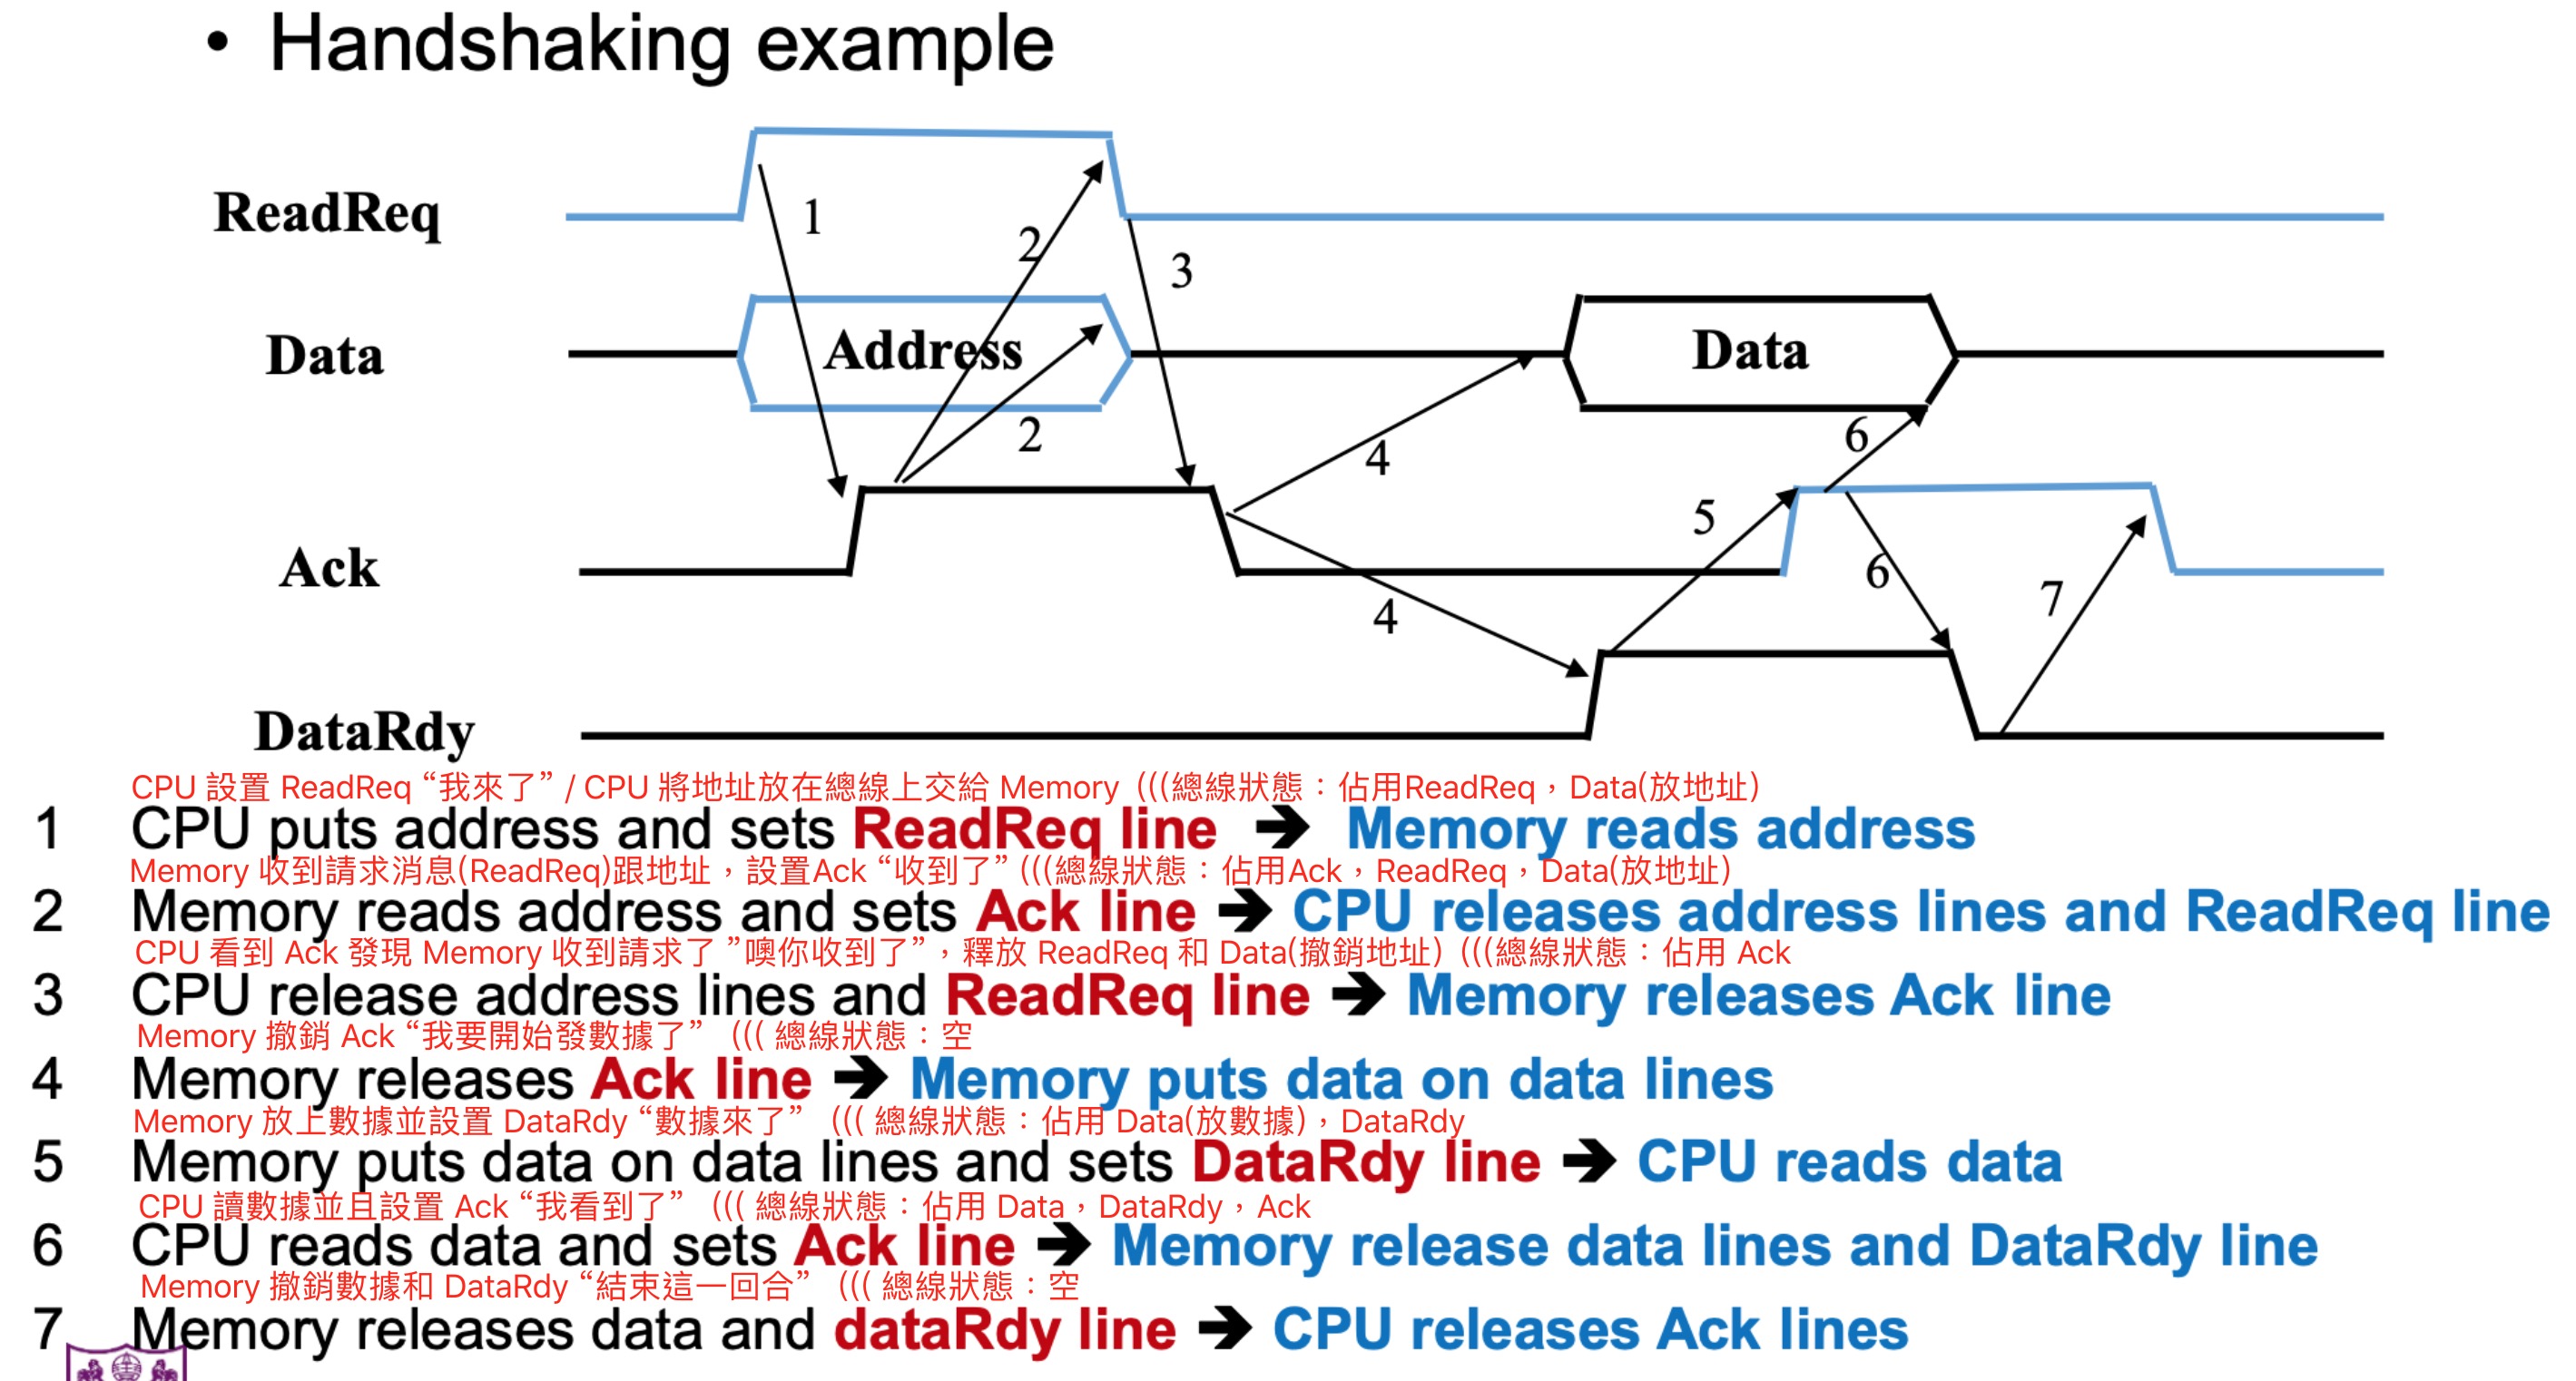 • Handshaking example
ReadReq
1
2
3
Data
Address
Data
2
4
6
5
Ack
6
7
4
DataRdy
CPU 設置 ReadReq “我來了” / CPU 將地址放在總線上交給 Memory (((總線狀態：佔用ReadReq，Data(放地址)
1 CPU puts address and sets ReadReq line ➔ Memory reads address
Memory 收到請求消息(ReadReq)跟地址，設置Ack “收到了” (((總線狀態：佔用Ack，ReadReq，Data(放地址)
2 Memory reads address and sets Ack line ➔ CPU releases address lines and ReadReq line
CPU 看到 Ack 發現 Memory 收到請求了 ”噢你收到了”，釋放 ReadReq 和 Data(撤銷地址) (((總線狀態：佔用 Ack
3 CPU release address lines and ReadReq line ➔ Memory releases Ack line
Memory 撤銷 Ack “我要開始發數據了” ((( 總線狀態：空
4 Memory releases Ack line ➔ Memory puts data on data lines
Memory 放上數據並設置 DataRdy “數據來了” ((( 總線狀態：佔用 Data(放數據)，DataRdy
5 Memory puts data on data lines and sets DataRdy line ➔ CPU reads data
CPU 讀數據並且設置 Ack “我看到了” ((( 總線狀態：佔用 Data，DataRdy，Ack
6 CPU reads data and sets Ack line ➔ Memory release data lines and DataRdy line
Memory 撤銷數據和 DataRdy “結束這一回合” ((( 總線狀態：空
7 Memory releases data and dataRdy line ➔ CPU releases Ack lines